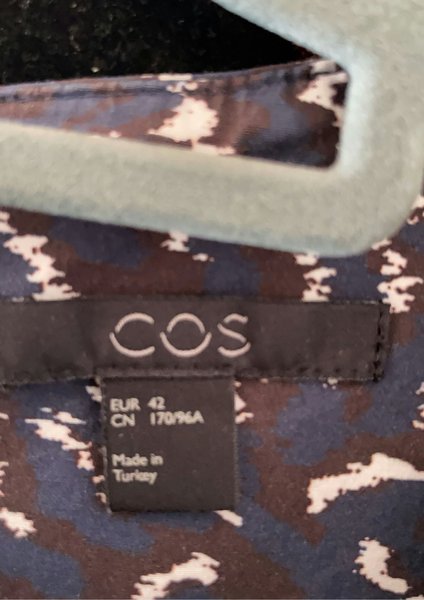 COS
EUR 42
CN 170/96A
Made in
Turkey